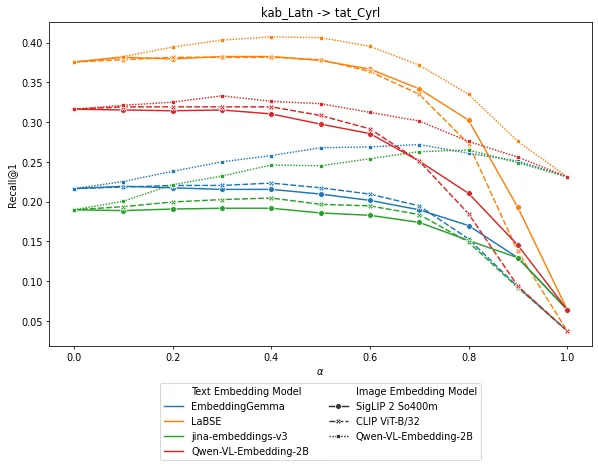 kab_Latn -> tat_Cyrl
Recall@1
0.40
0.35
0.30
0.25
0.20
0.15
0.10
0.05
0.0
0.2
0.4
0.6
0.8
1.0
α
Text Embedding Model
EmbeddingGemma
LaBSE
jina-embeddings-v3
Qwen-VL-Embedding-2B
Image Embedding Model
SigLIP 2 So400m
CLIP ViT-B/32
Qwen-VL-Embedding-2B